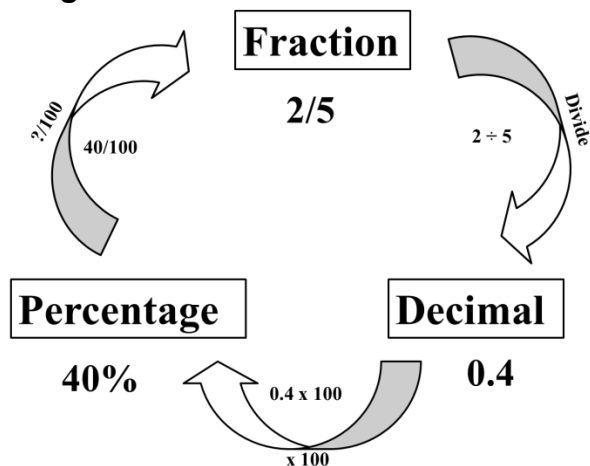 Fraction
2/5
?/100
40/100
Divide
2 ÷ 5
Percentage
40%
Decimal
0.4
0.4 x 100
x 100